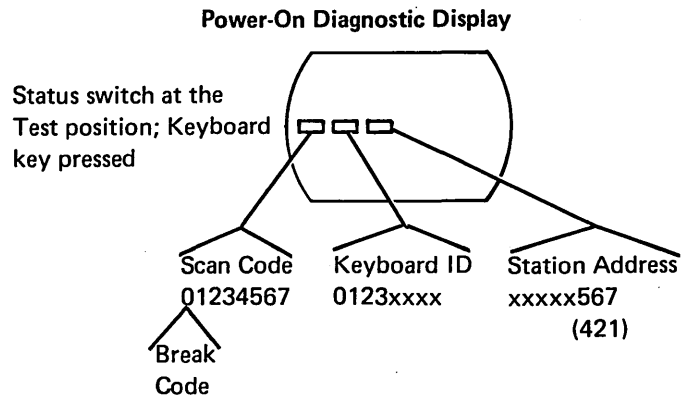 Power-On Diagnostic Display
Status switch at the
Test position; Keyboard
key pressed
Scan Code
01234567
Keyboard ID
0123xxxx
Station Address
xxxxx567
(421)
Break
Code